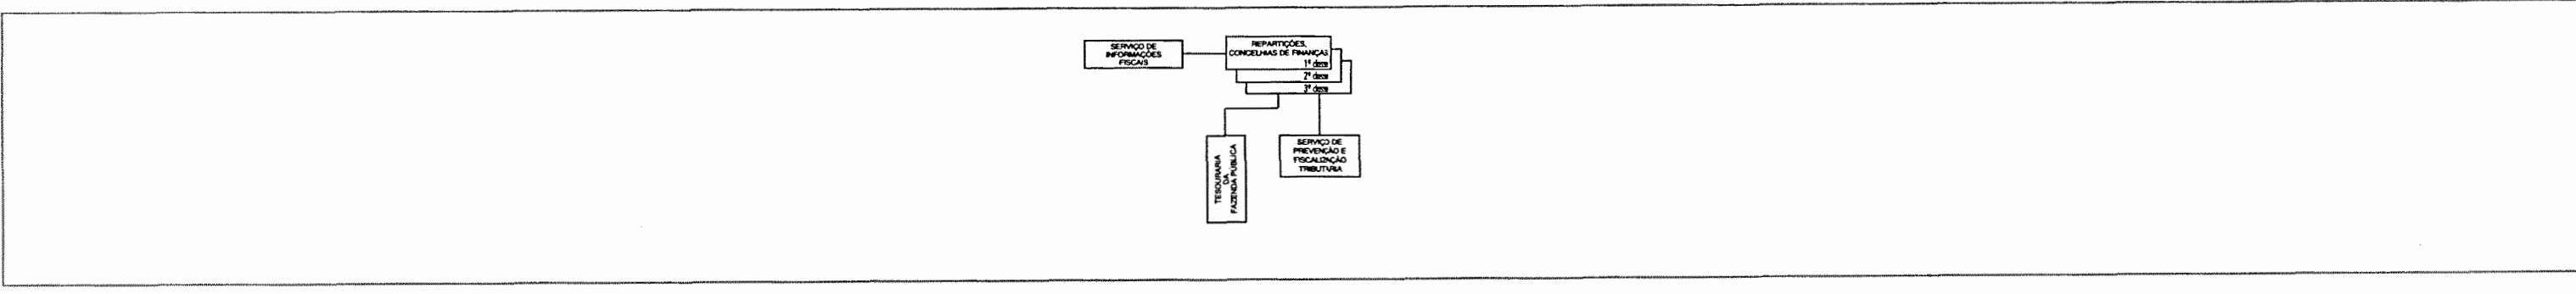 SERVIÇO DE
INFORMAÇÕES
FISCAIS
REPARTIÇÕES,
CONCELHIAS DE FINANÇAS
1ª classe
2ª classe
3ª classe
TESOURARIA
DA
FAZENDA PÚBLICA
SERVIÇO DE
PREVENÇÃO E
FISCALIZAÇÃO
TRIBUTÁRIA